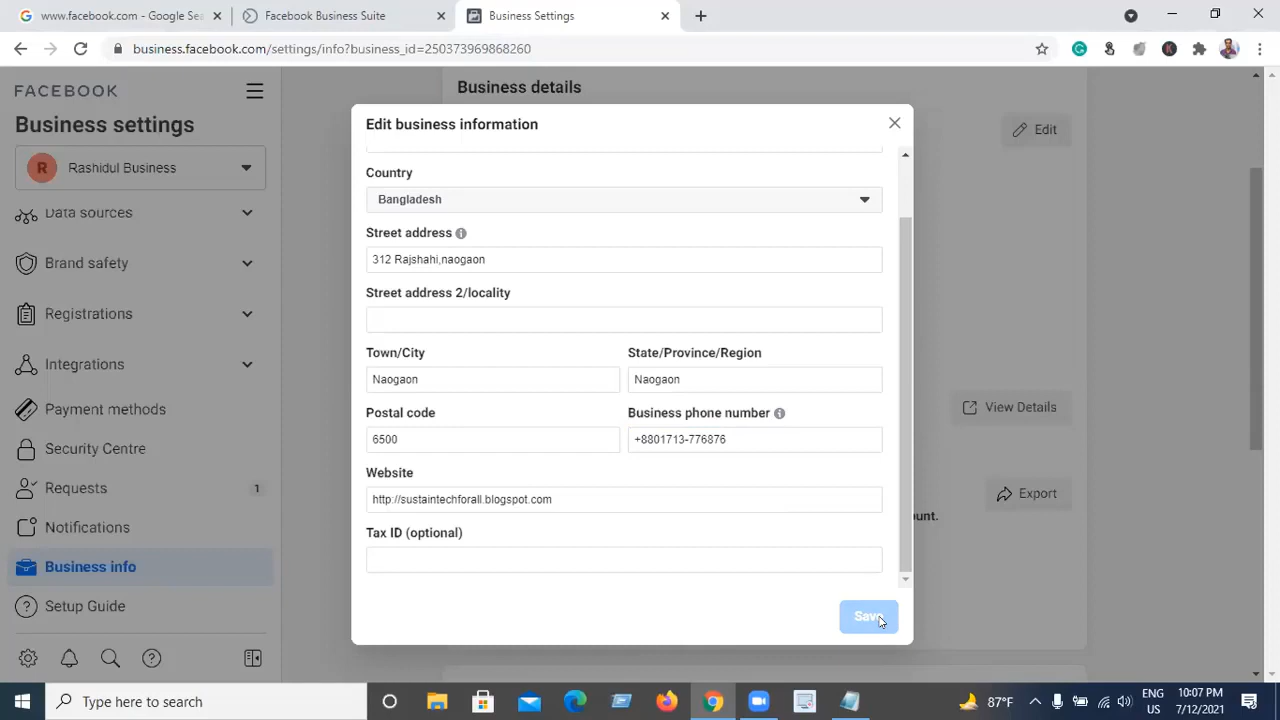 www.facebook.com - Google Se
Facebook Business Suite
Business Settings
business.facebook.com/settings/info?business_id=250373969868260
FACEBOOK
Business settings
R Rashidul Business
Data sources
Brand safety
Registrations
Integrations
Payment methods
Security Centre
Requests 1
Notifications
Business info
Setup Guide
Business details
Edit
View Details
Export
unt.
Edit business information
Country
Bangladesh
Street address
312 Rajshahi,naogaon
Street address 2/locality
Town/City State/Province/Region
Naogaon Naogaon
Postal code Business phone number
6500 +8801713-776876
Website
http://sustaintechforall.blogspot.com
Tax ID (optional)
Save
Type here to search
87°F
ENG
US
10:07 PM
7/12/2021